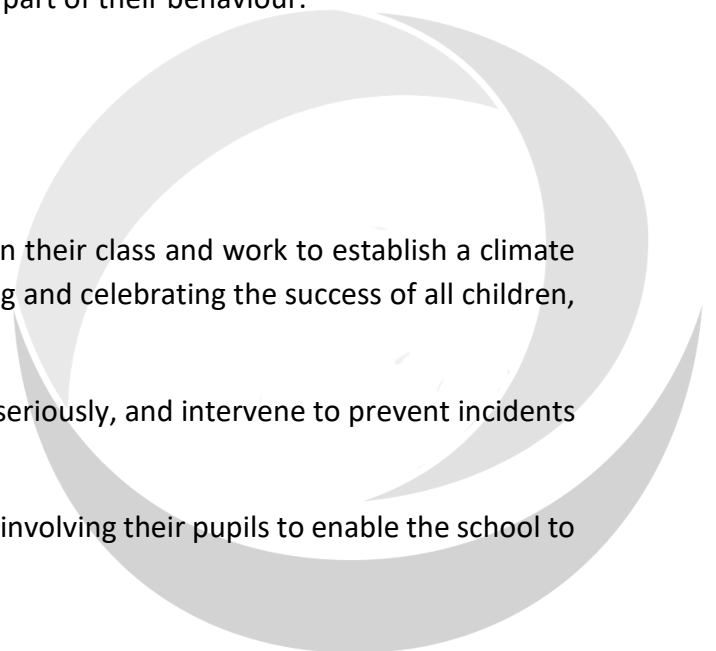 part of their behaviour.
n their class and work to establish a climate
g and celebrating the success of all children,
seriously, and intervene to prevent incidents
involving their pupils to enable the school to